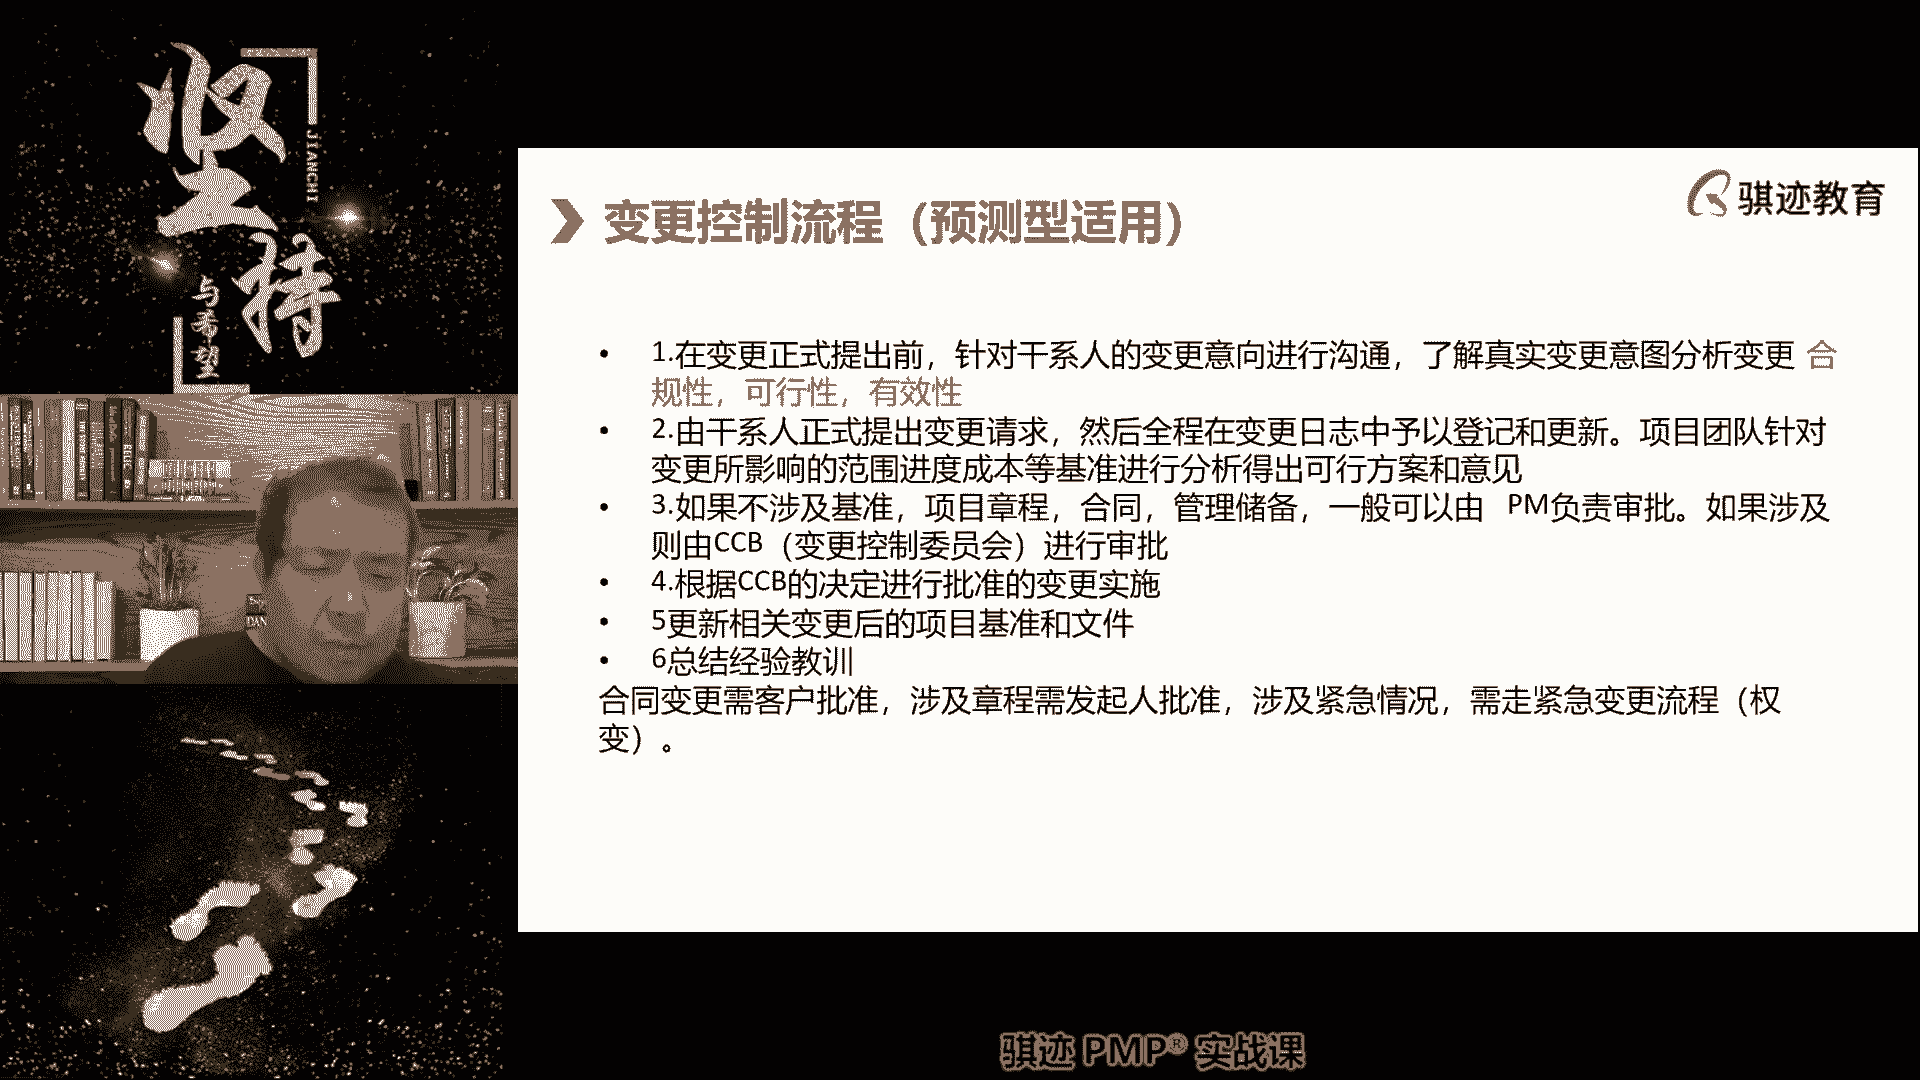 坚持
JIANCHI
与希望
骐迹教育
变更控制流程（预测型适用）
• 1.在变更正式提出前，针对干系人的变更意向进行沟通，了解真实变更意图分析变更 合
规性，可行性，有效性
• 2.由干系人正式提出变更请求，然后全程在变更日志中予以登记和更新。项目团队针对
变更所影响的范围进度成本等基准进行分析得出可行方案和意见
• 3.如果不涉及基准，项目章程，合同，管理储备，一般可以由 PM负责审批。如果涉及
则由CCB（变更控制委员会）进行审批
• 4.根据CCB的决定进行批准的变更实施
• 5更新相关变更后的项目基准和文件
• 6总结经验教训
合同变更需客户批准，涉及章程需发起人批准，涉及紧急情况，需走紧急变更流程（权
变）。
骐迹 PMP® 实战课